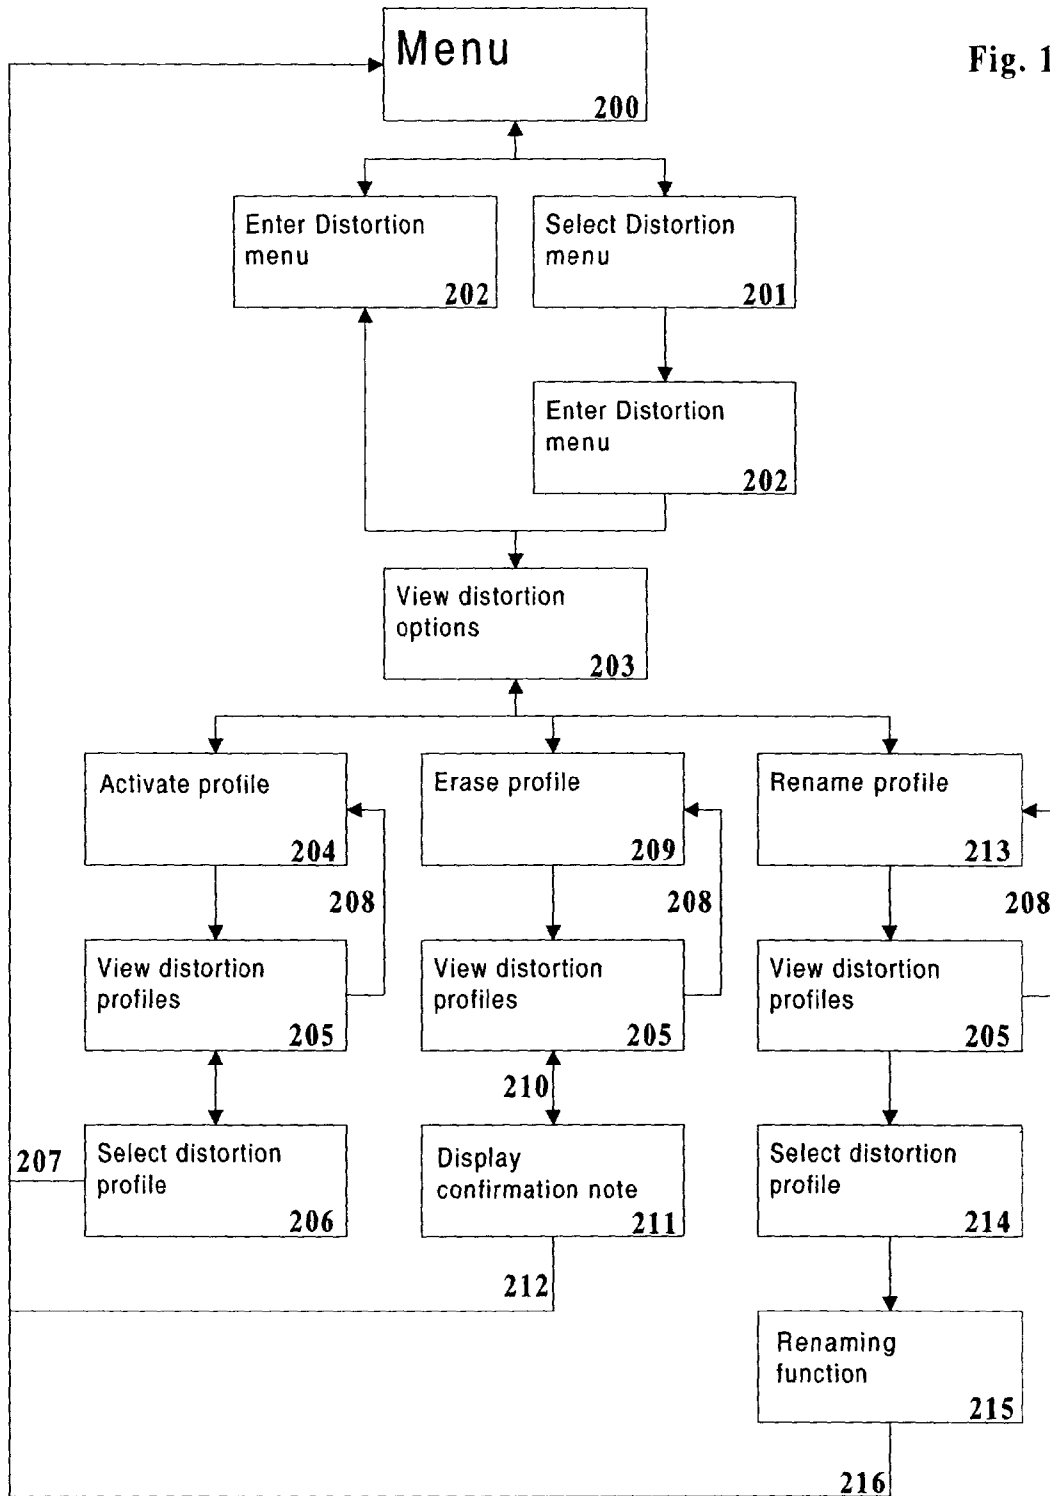 Menu
Fig. 1
200
Enter Distortion
menu
202
Select Distortion
menu
201
Enter Distortion
menu
202
View distortion
options
203
Activate profile
204
Erase profile
209
Rename profile
213
208
208
208
View distortion
profiles
205
View distortion
profiles
205
View distortion
profiles
205
210
207
Select distortion
profile
206
Display
confirmation note
211
Select distortion
profile
214
212
Renaming
function
215
216